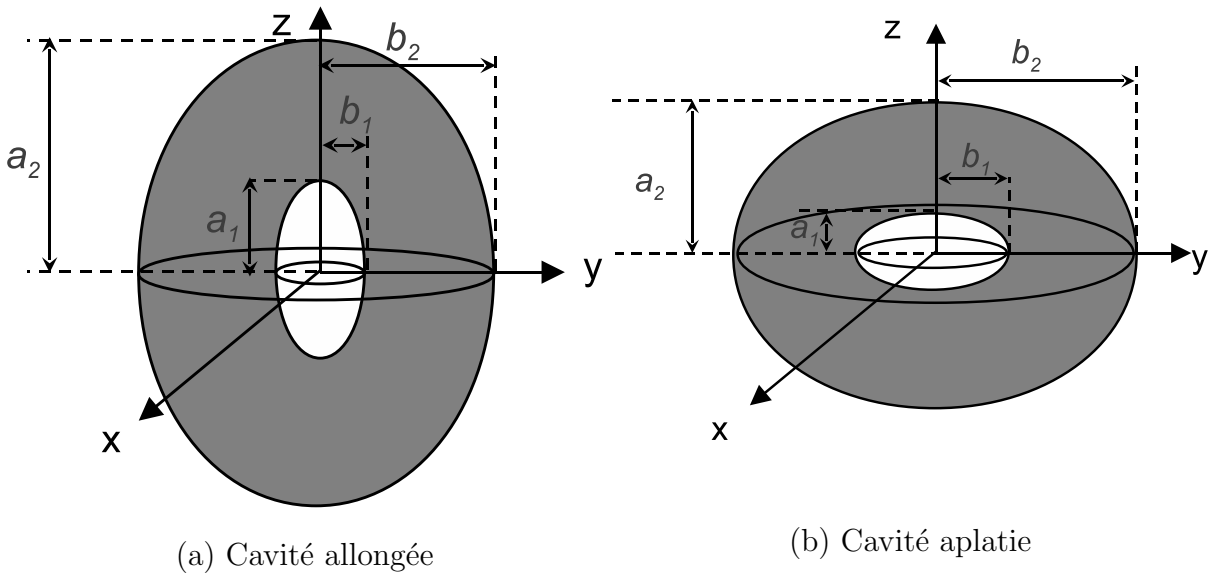 z
b₂
b₁
a₂
a₁
y
x
(a) Cavité allongée
z
b₂
b₁
a₂
a₁
y
x
(b) Cavité aplatie